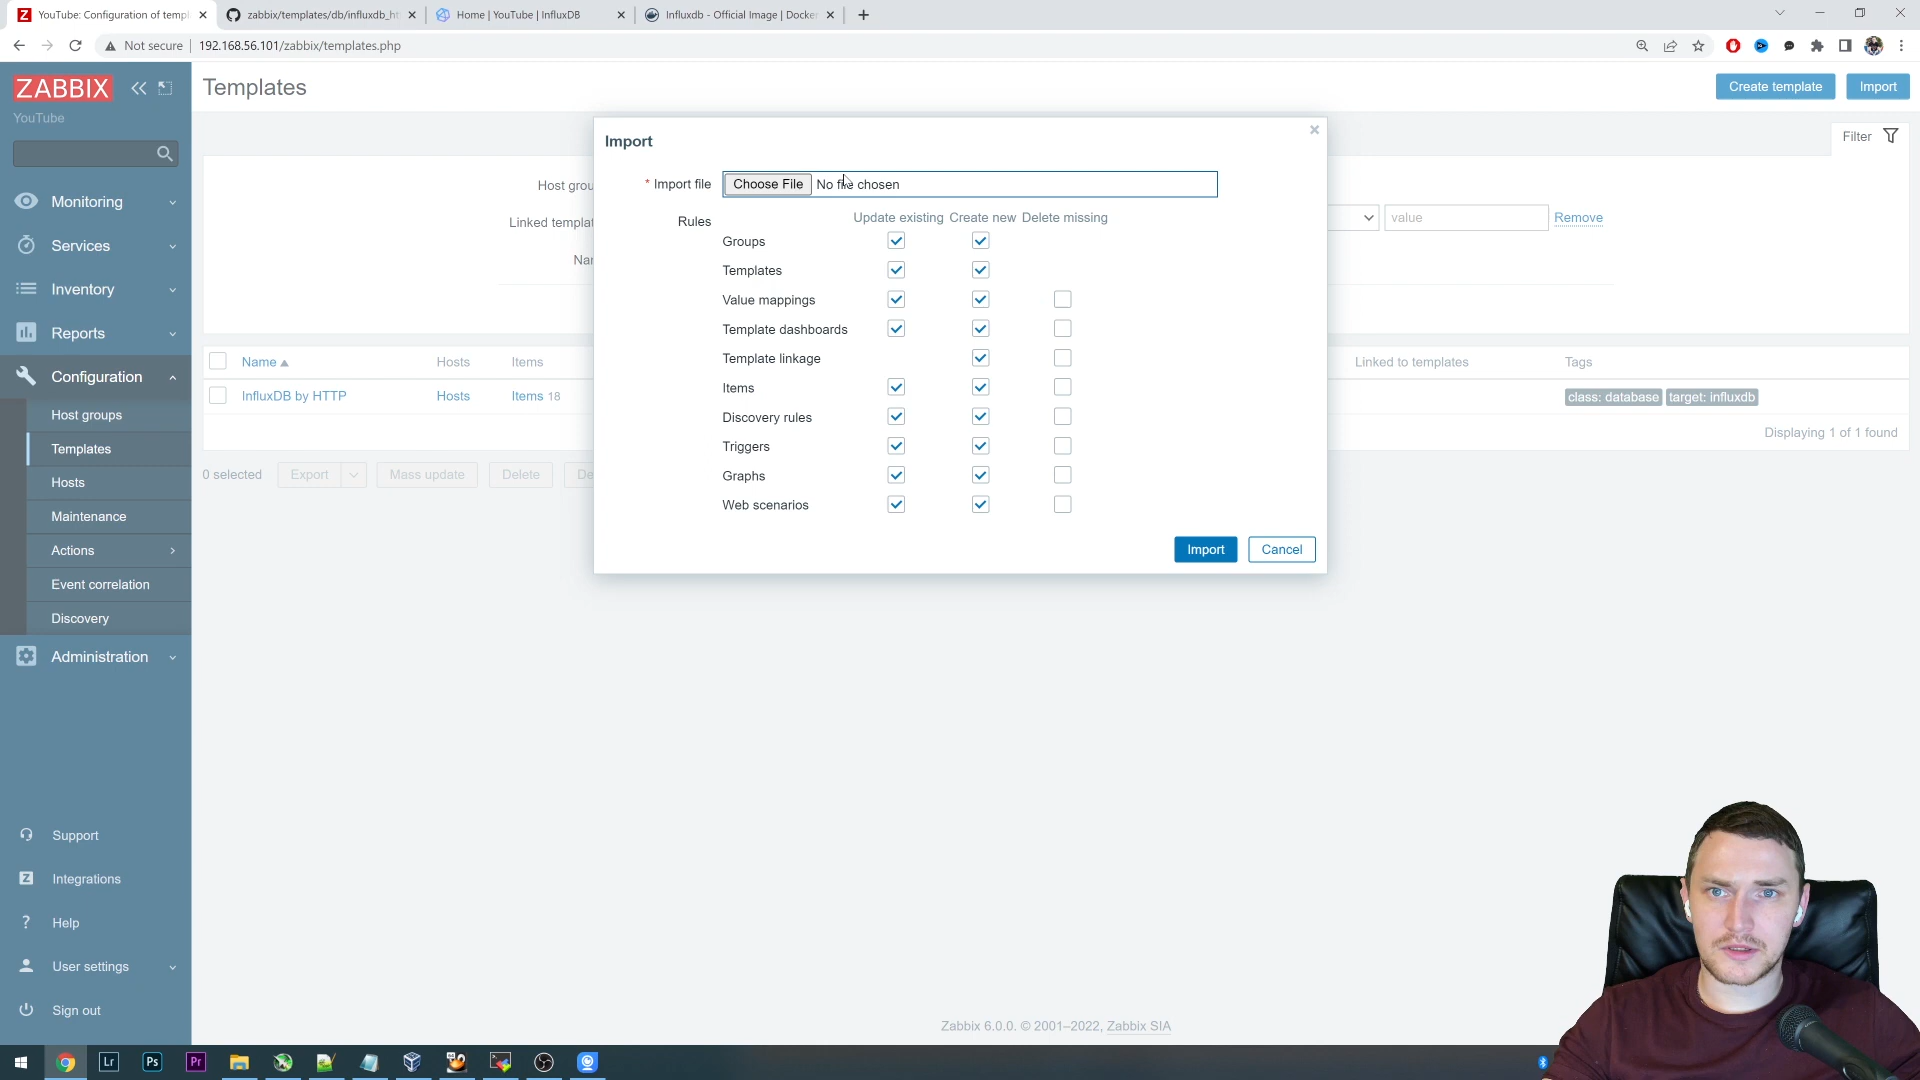 YouTube: Configuration of templ
zabbix/templates/db/influxdb_ht
Home | YouTube | InfluxDB
Influxdb - Official Image | Docker
Not secure
192.168.56.101/zabbix/templates.php
ZABBIX
YouTube
Templates
Create template
Import
Filter
Monitoring
Services
Inventory
Reports
Configuration
Host groups
Templates
Hosts
Maintenance
Actions
Event correlation
Discovery
Administration
Support
Integrations
Help
User settings
Sign out
Host grou
Linked templat
Nar
value
Remove
Import
* Import file
Choose File No file chosen
Rules
Update existing Create new Delete missing
Groups
Templates
Value mappings
Template dashboards
Template linkage
Items
Discovery rules
Triggers
Graphs
Web scenarios
Import
Cancel
Name
Hosts
Items
Linked to templates
Tags
InfluxDB by HTTP
Hosts
Items 18
class: database
target: influxdb
Displaying 1 of 1 found
0 selected
Export
Mass update
Delete
De
Zabbix 6.0.0. © 2001–2022, Zabbix SIA
Lr
Ps
Pr